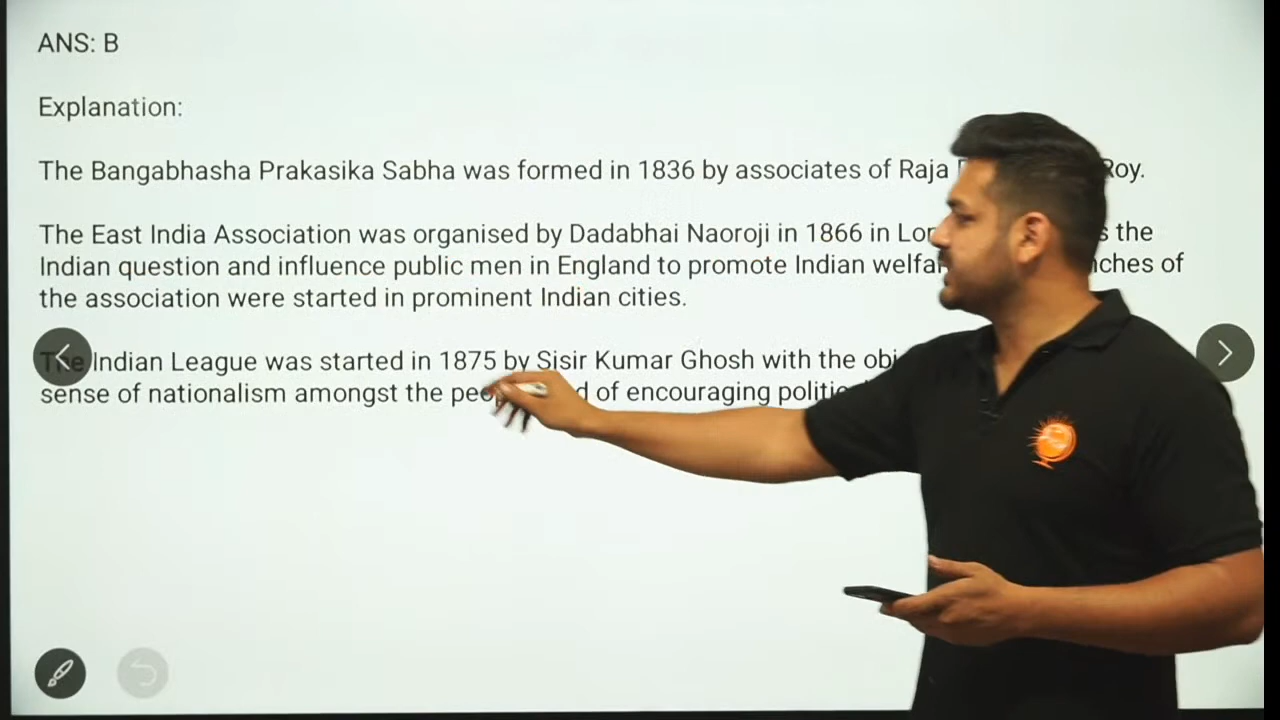 ANS: B
Explanation:
The Bangabhasha Prakasika Sabha was formed in 1836 by associates of Raja Roy.
The East India Association was organised by Dadabhai Naoroji in 1866 in the
Indian question and influence public men in England to promote Indian of
the association were started in prominent Indian cities.
The Indian League was started in 1875 by Sisir Kumar Ghosh with the
sense of nationalism amongst the of encouraging